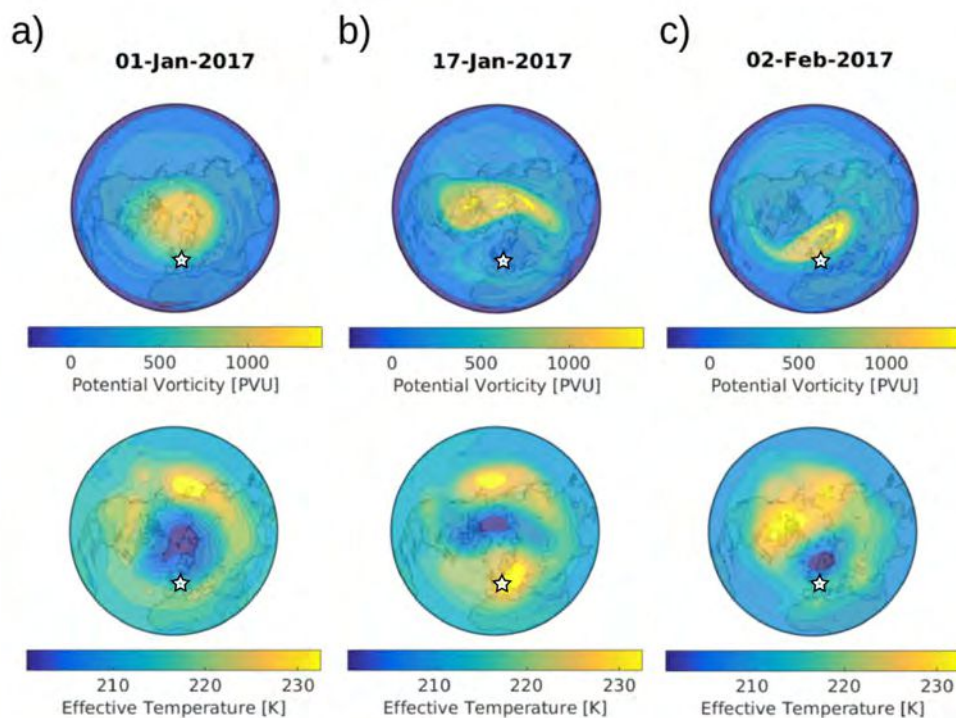 a)
b)
c)
01-Jan-2017
17-Jan-2017
02-Feb-2017
0 500 1000
0 500 1000
0 500 1000
Potential Vorticity [PVU]
Potential Vorticity [PVU]
Potential Vorticity [PVU]
210 220 230
210 220 230
210 220 230
Effective Temperature [K]
Effective Temperature [K]
Effective Temperature [K]